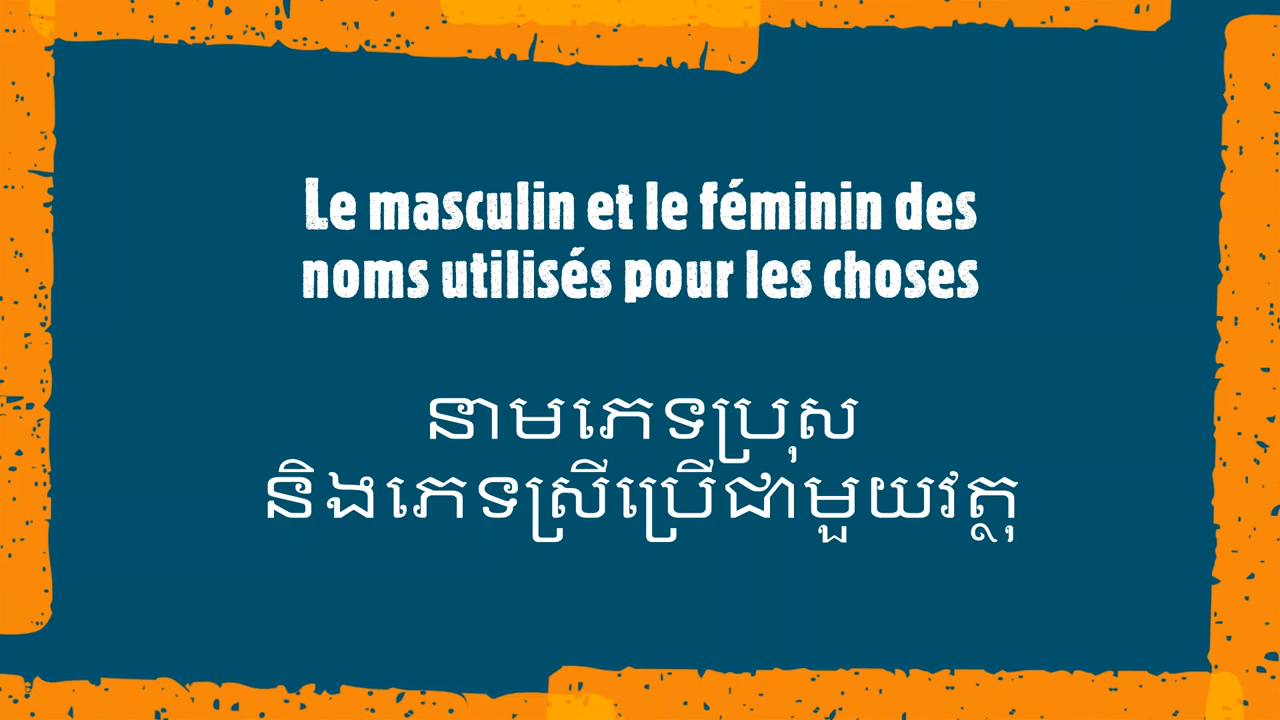 Le masculin et le féminin des
noms utilisés pour les choses
នាមភេទប្រុស
និងភេទស្រីប្រើជាមួយវត្ថុ